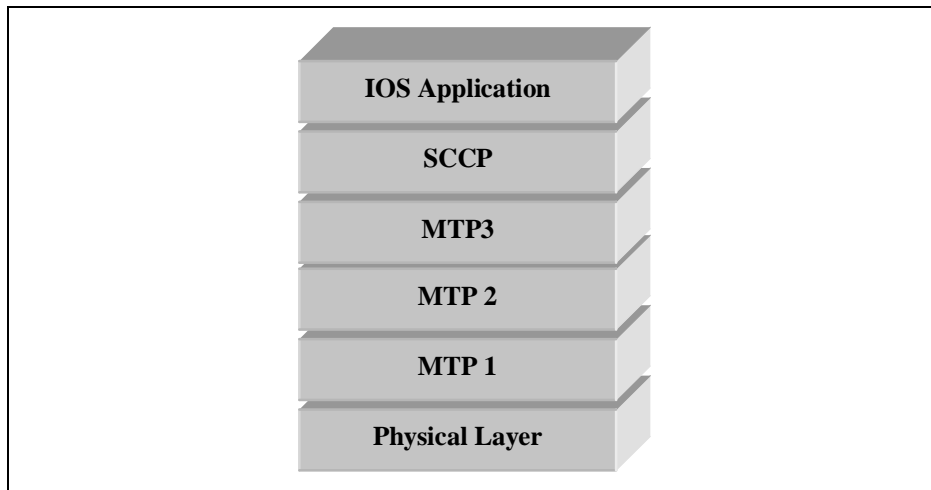 IOS Application
SCCP
MTP3
MTP 2
MTP 1
Physical Layer